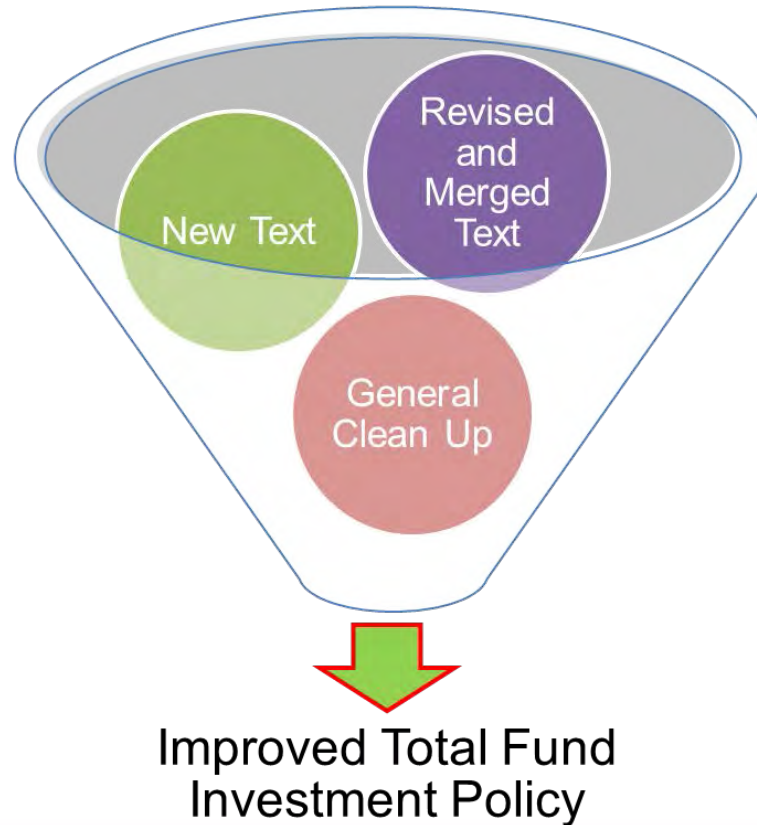 Revised
and
Merged
Text
New Text
General
Clean Up
Improved Total Fund
Investment Policy